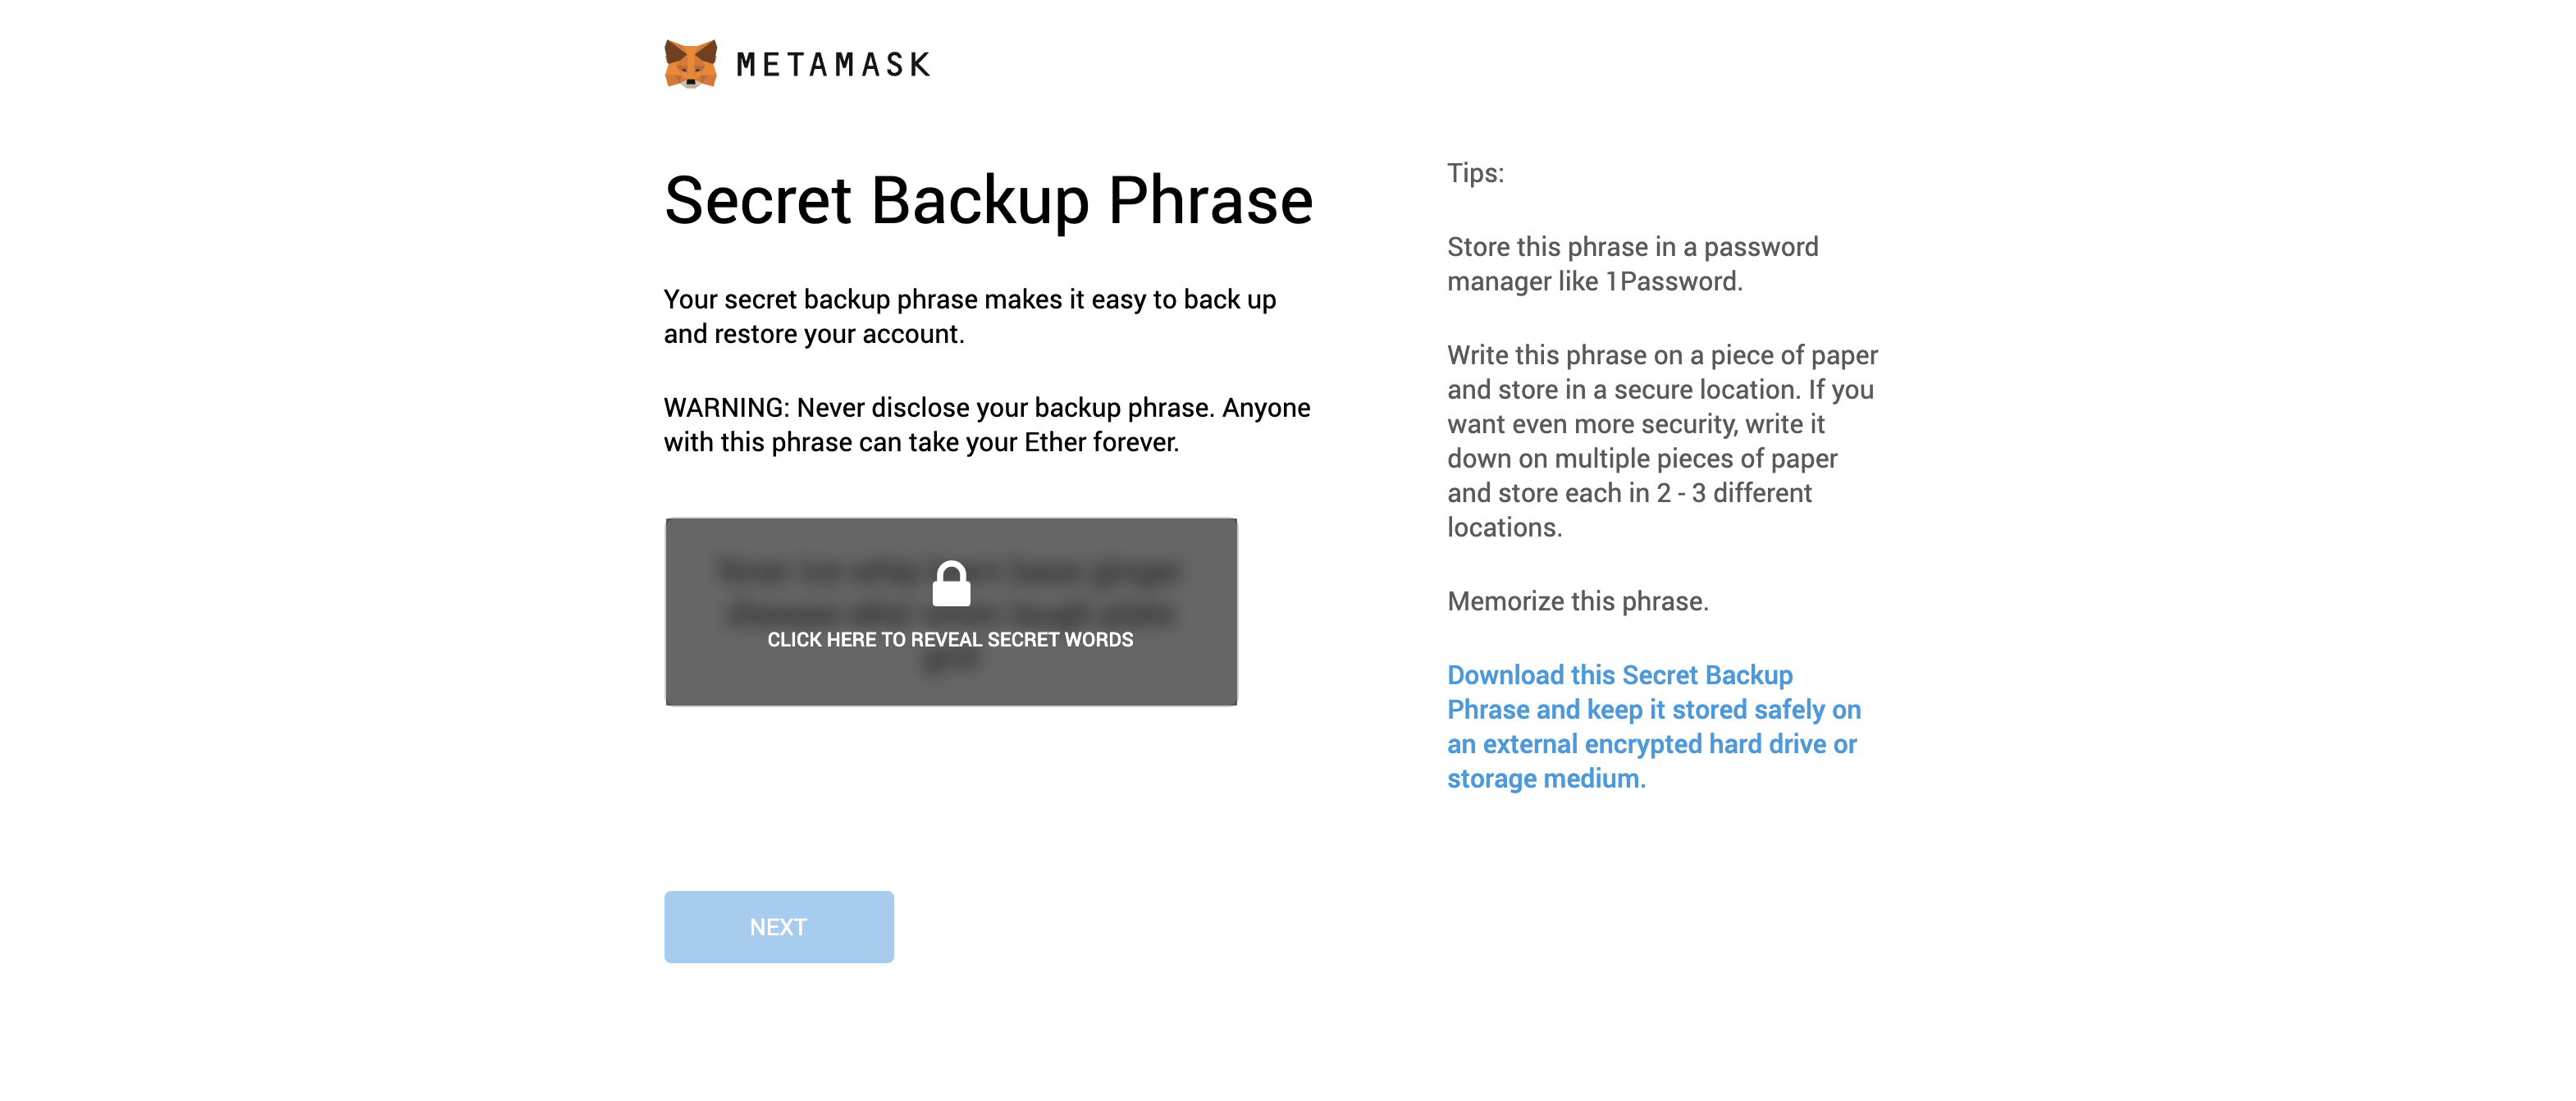 METAMASK
Secret Backup Phrase
Your secret backup phrase makes it easy to back up
and restore your account.
WARNING: Never disclose your backup phrase. Anyone
with this phrase can take your Ether forever.
CLICK HERE TO REVEAL SECRET WORDS
NEXT
Tips:
Store this phrase in a password
manager like 1Password.
Write this phrase on a piece of paper
and store in a secure location. If you
want even more security, write it
down on multiple pieces of paper
and store each in 2 - 3 different
locations.
Memorize this phrase.
Download this Secret Backup
Phrase and keep it stored safely on
an external encrypted hard drive or
storage medium.